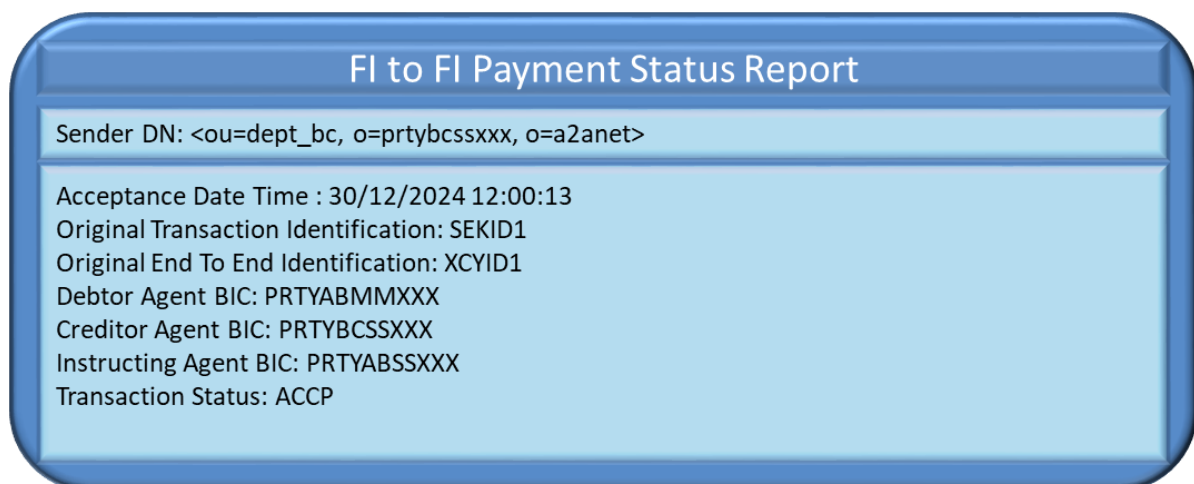 FI to FI Payment Status Report
Sender DN: <ou=dept_bc, o=prtybcssxxx, o=a2anet>
Acceptance Date Time : 30/12/2024 12:00:13
Original Transaction Identification: SEKID1
Original End To End Identification: XCYID1
Debtor Agent BIC: PRTYABMMXXX
Creditor Agent BIC: PRTYBCSSXXX
Instructing Agent BIC: PRTYABSSXXX
Transaction Status: ACCP